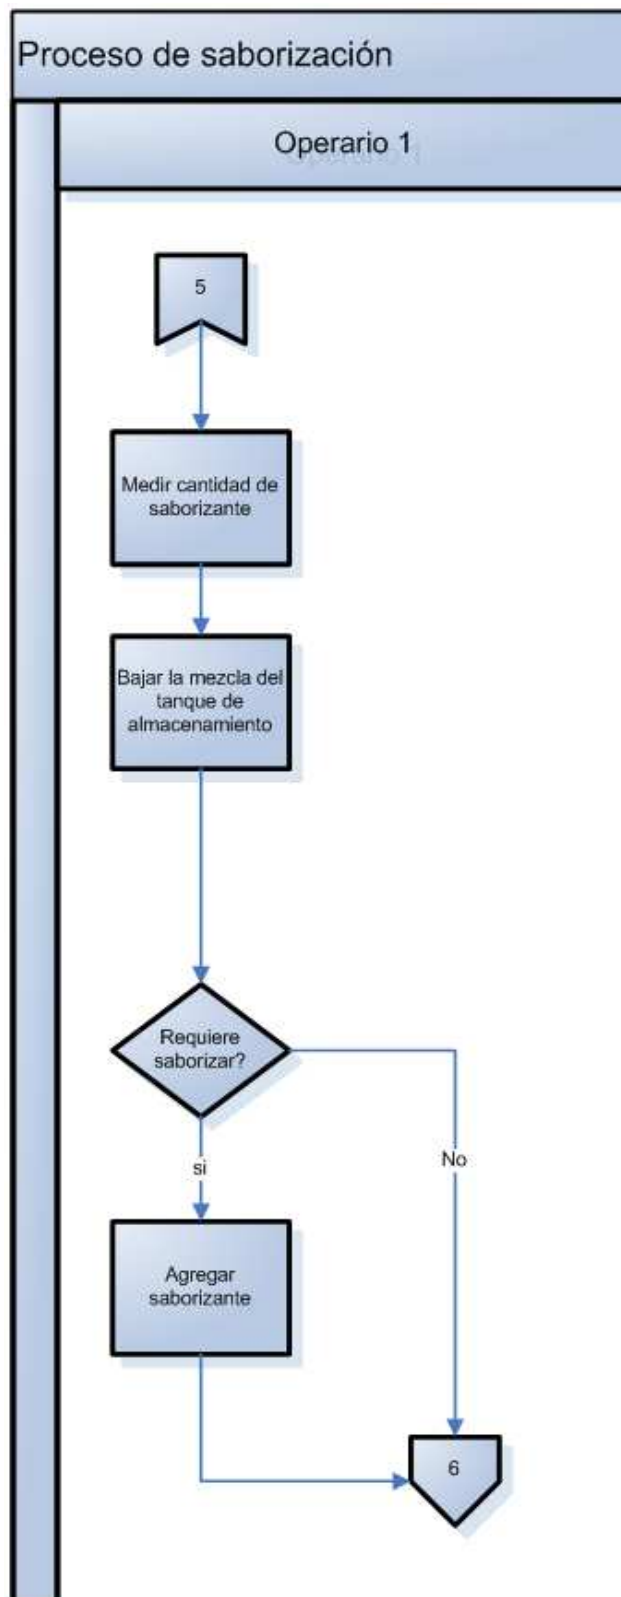 Proceso de saborización
Operario 1
5
Medir cantidad de
saborizante
Bajar la mezcla del
tanque de
almacenamiento
Requiere
saborizar?
si
No
Agregar
saborizante
6